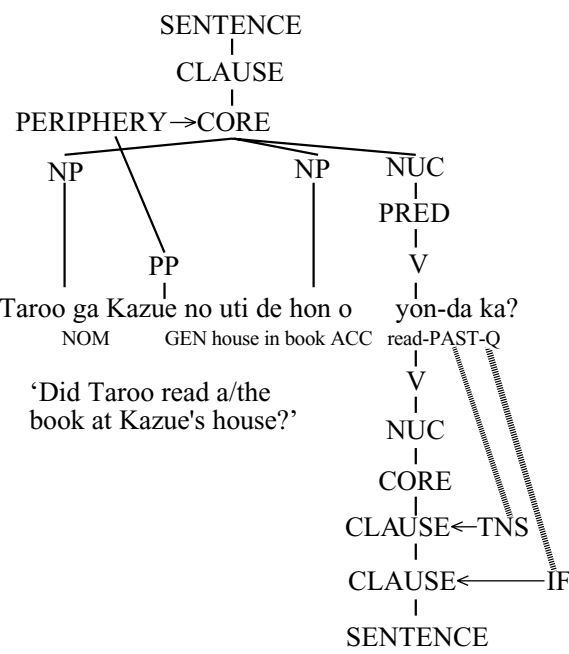 SENTENCE
CLAUSE
PERIPHERY→CORE
NP NP NUC
PRED
PP V
Taroo ga Kazue no uti de hon o yon-da ka?
NOM GEN house in book ACC read-PAST-Q
‘Did Taroo read a/the V
book at Kazue's house?’ NUC
CORE
CLAUSE←TNS
CLAUSE←IF
SENTENCE